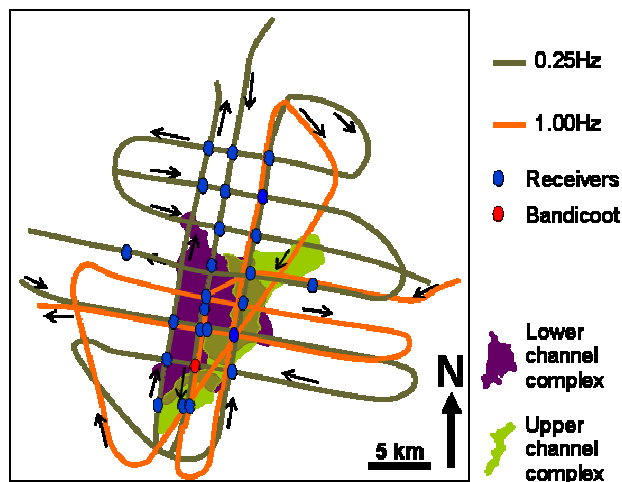 0.25Hz
1.00Hz
Receivers
Bandicoot
Lower
channel
complex
Upper
channel
complex
N
5 km